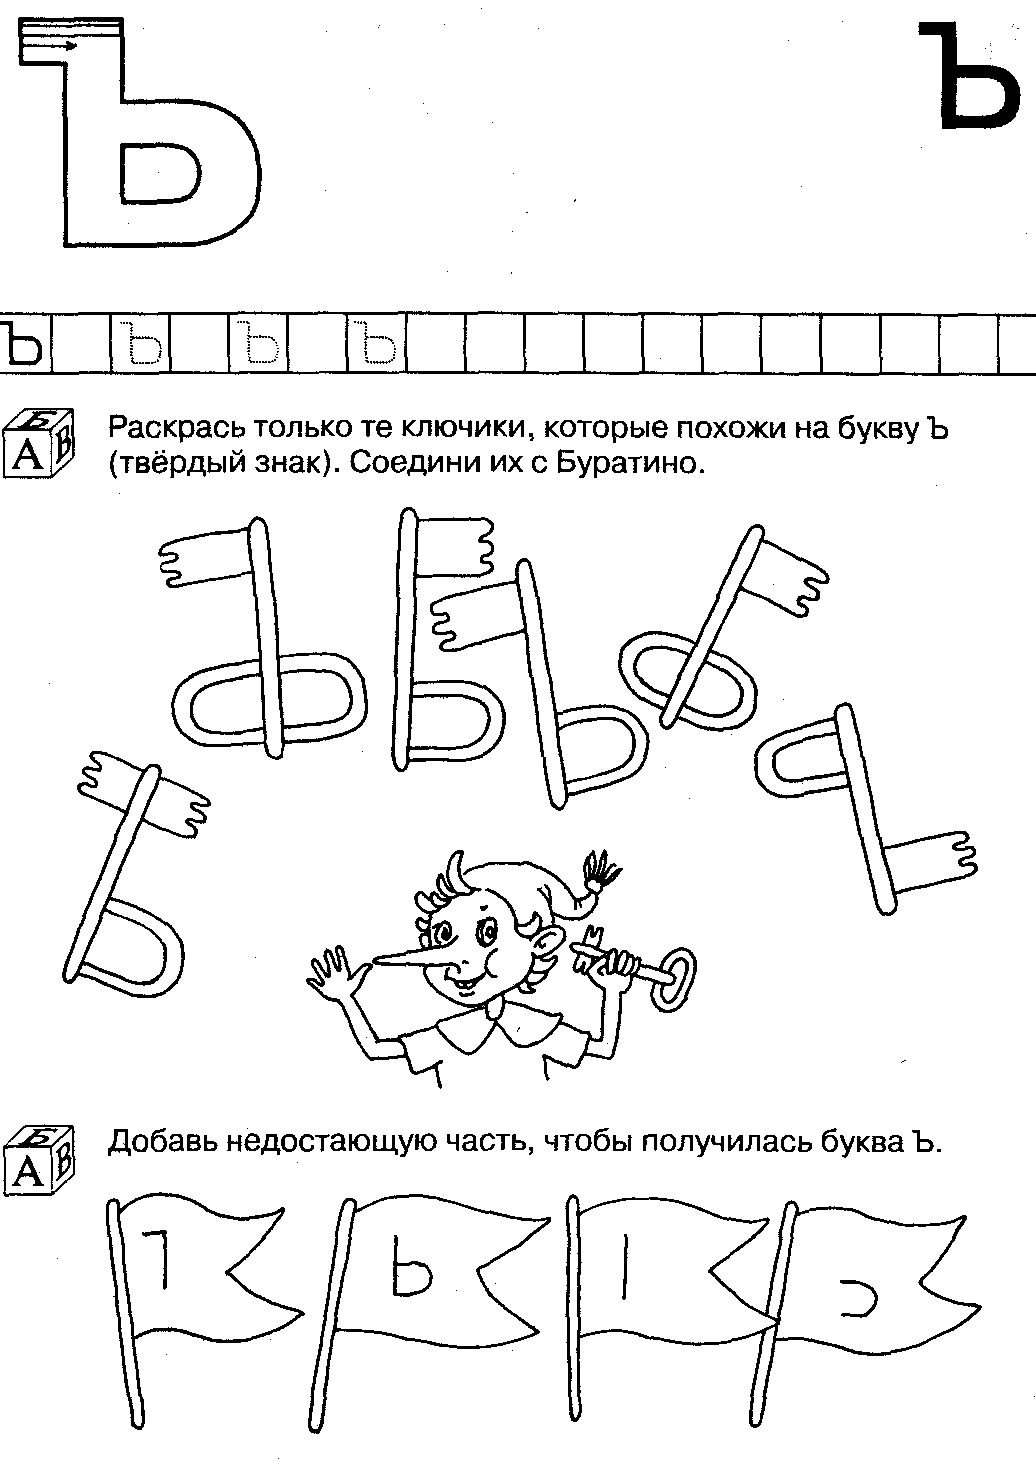 Ъ Ъ
Ъ Ъ Ъ Ъ
Б А В
Раскрась только те ключики, которые похожи на букву Ъ
(твёрдый знак). Соедини их с Буратино.
Б А В
Добавь недостающую часть, чтобы получилась буква Ъ.